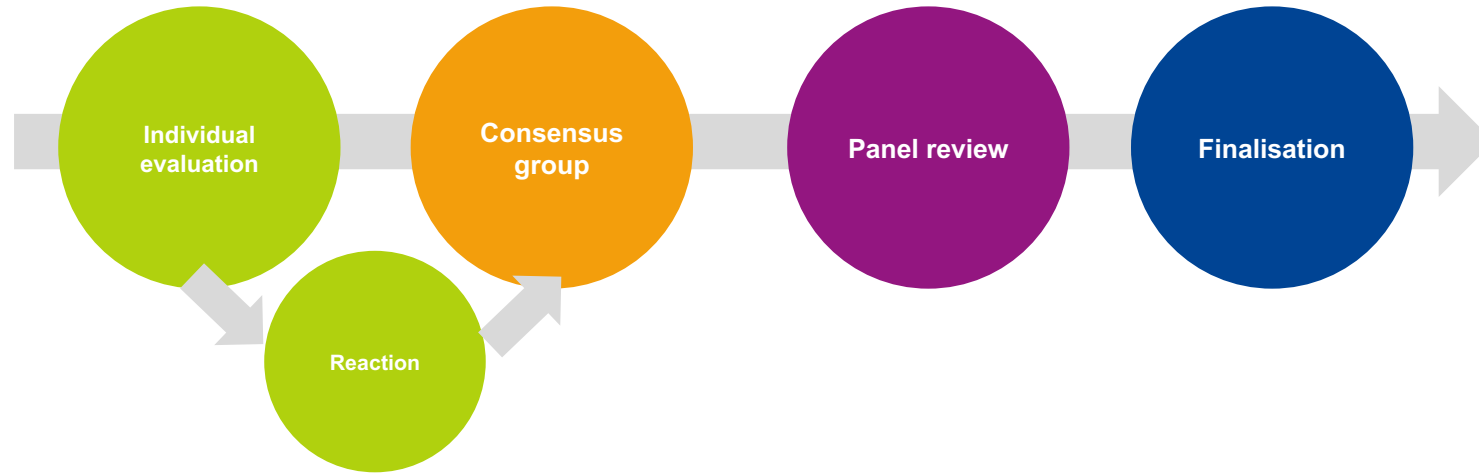 Individual
evaluation
Consensus
group
Panel review
Finalisation
Reaction